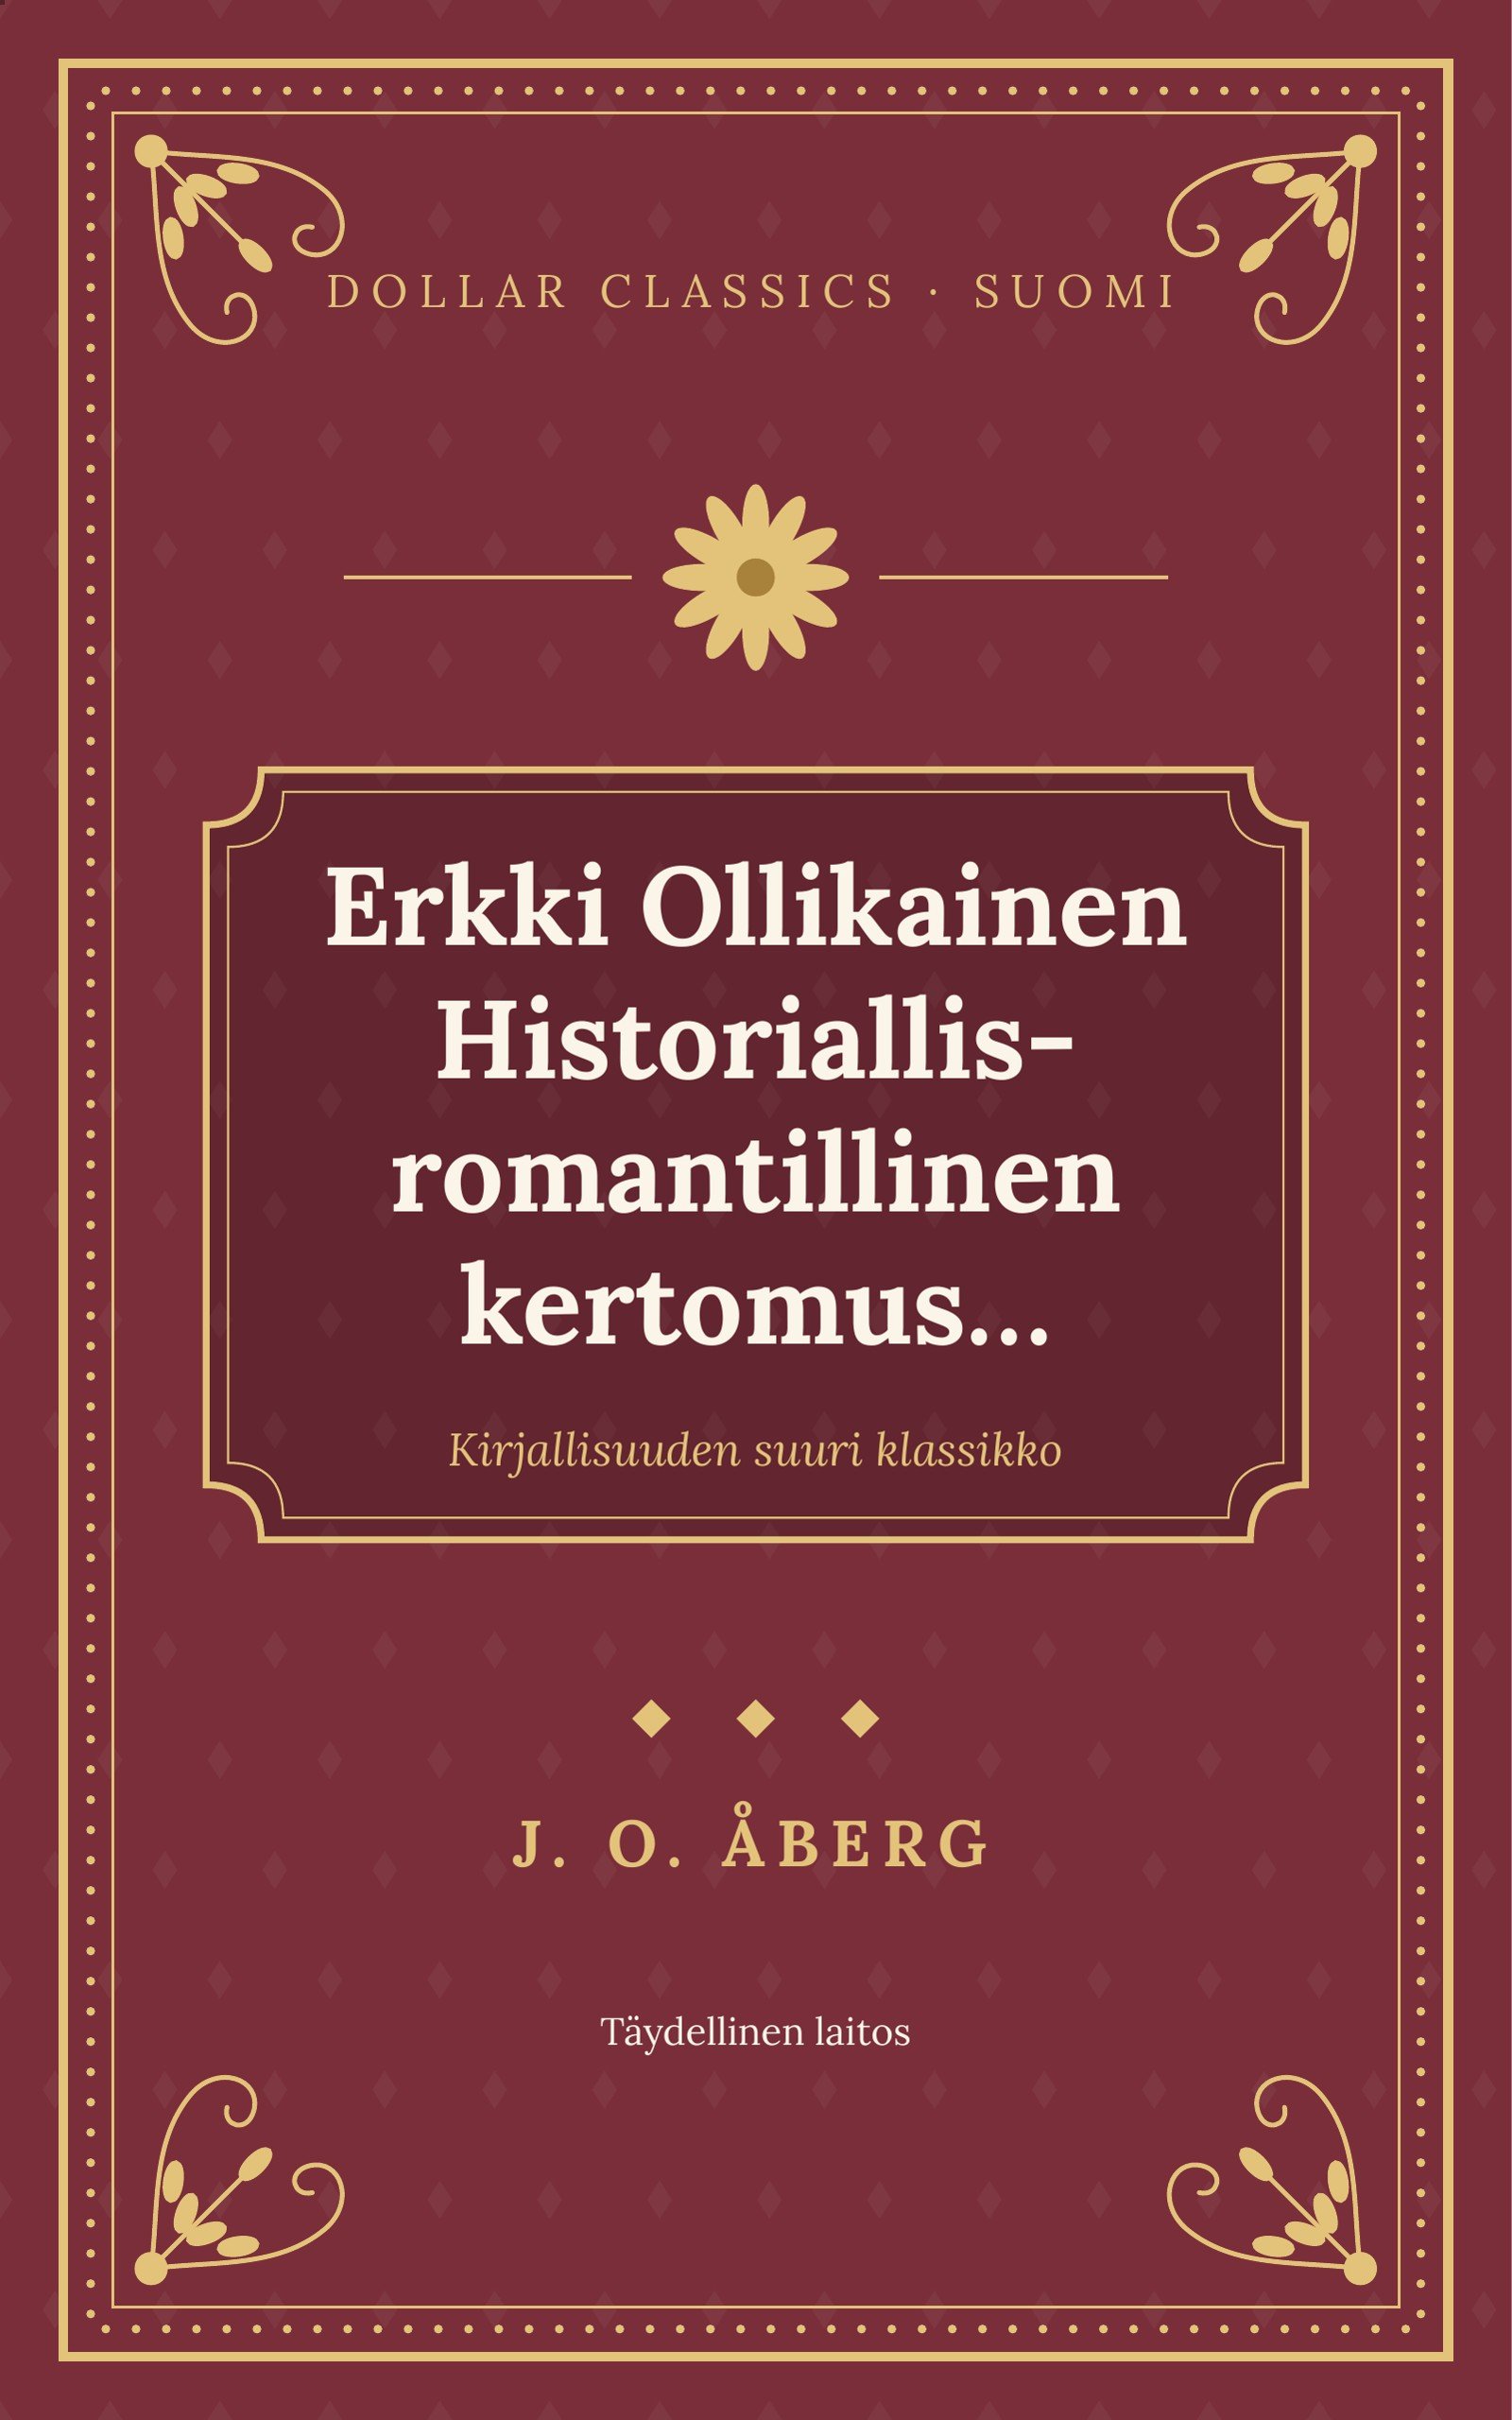 DOLLAR CLASSICS · SUOMI
Erkki Ollikainen
Historiallis-
romantillinen
kertomus...
Kirjallisuuden suuri klassikko
J. O. ÅBERG
Täydellinen laitos